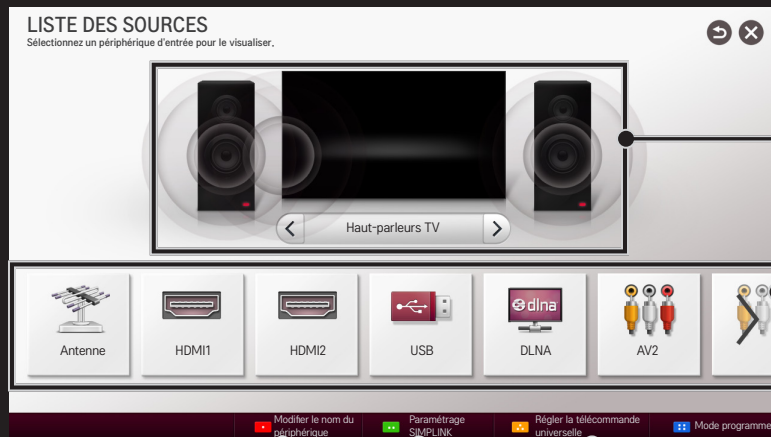 LISTE DES SOURCES
Sélectionnez un périphérique d'entrée pour le visualiser.
Haut-parleurs TV
dlna
Antenne
HDMI1
HDMI2
USB
DLNA
AV2
Modifier le nom du
périphérique
Paramétrage
SIMPLINK
Régler la télécommande
universelle
Mode programme